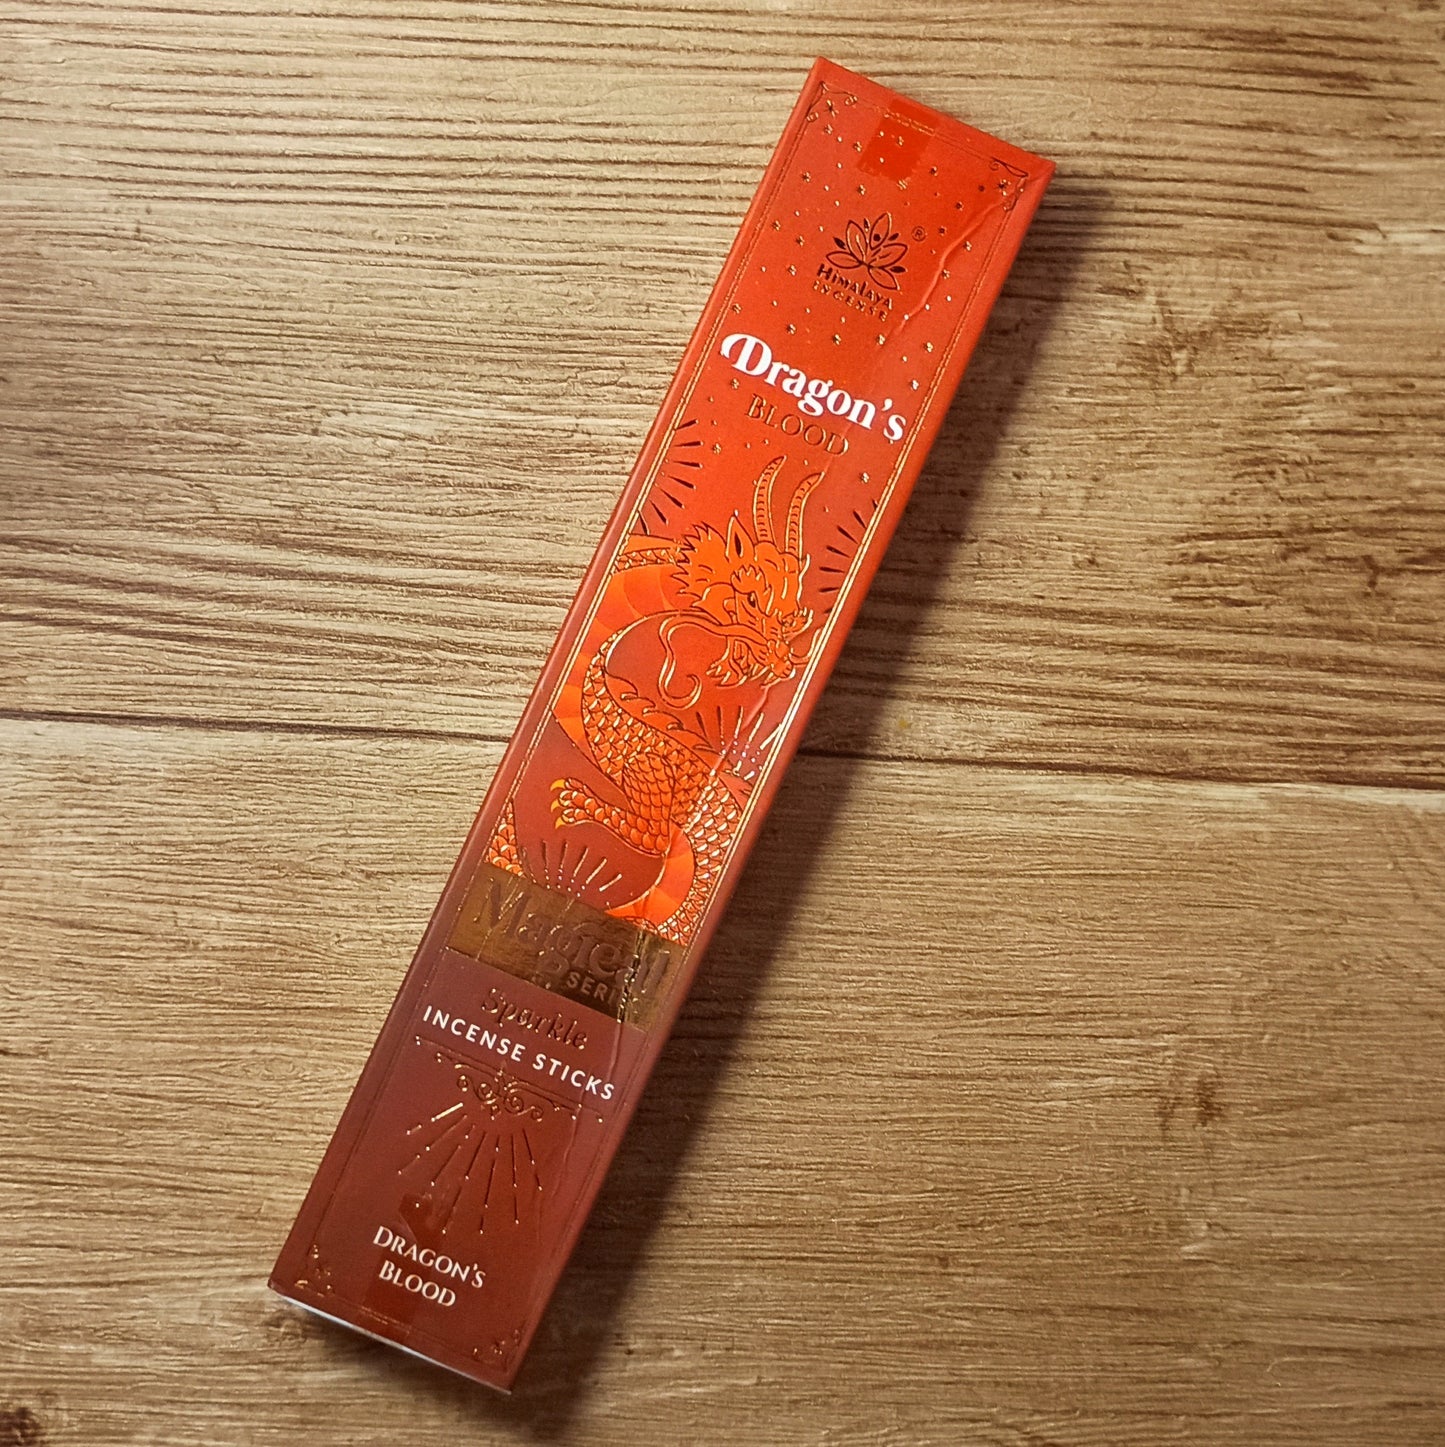 ®
Himalaya
INCENSE
Dragon's
BLOOD
Magical
SERIES
Sparkle
INCENSE STICKS
DRAGON'S
BLOOD